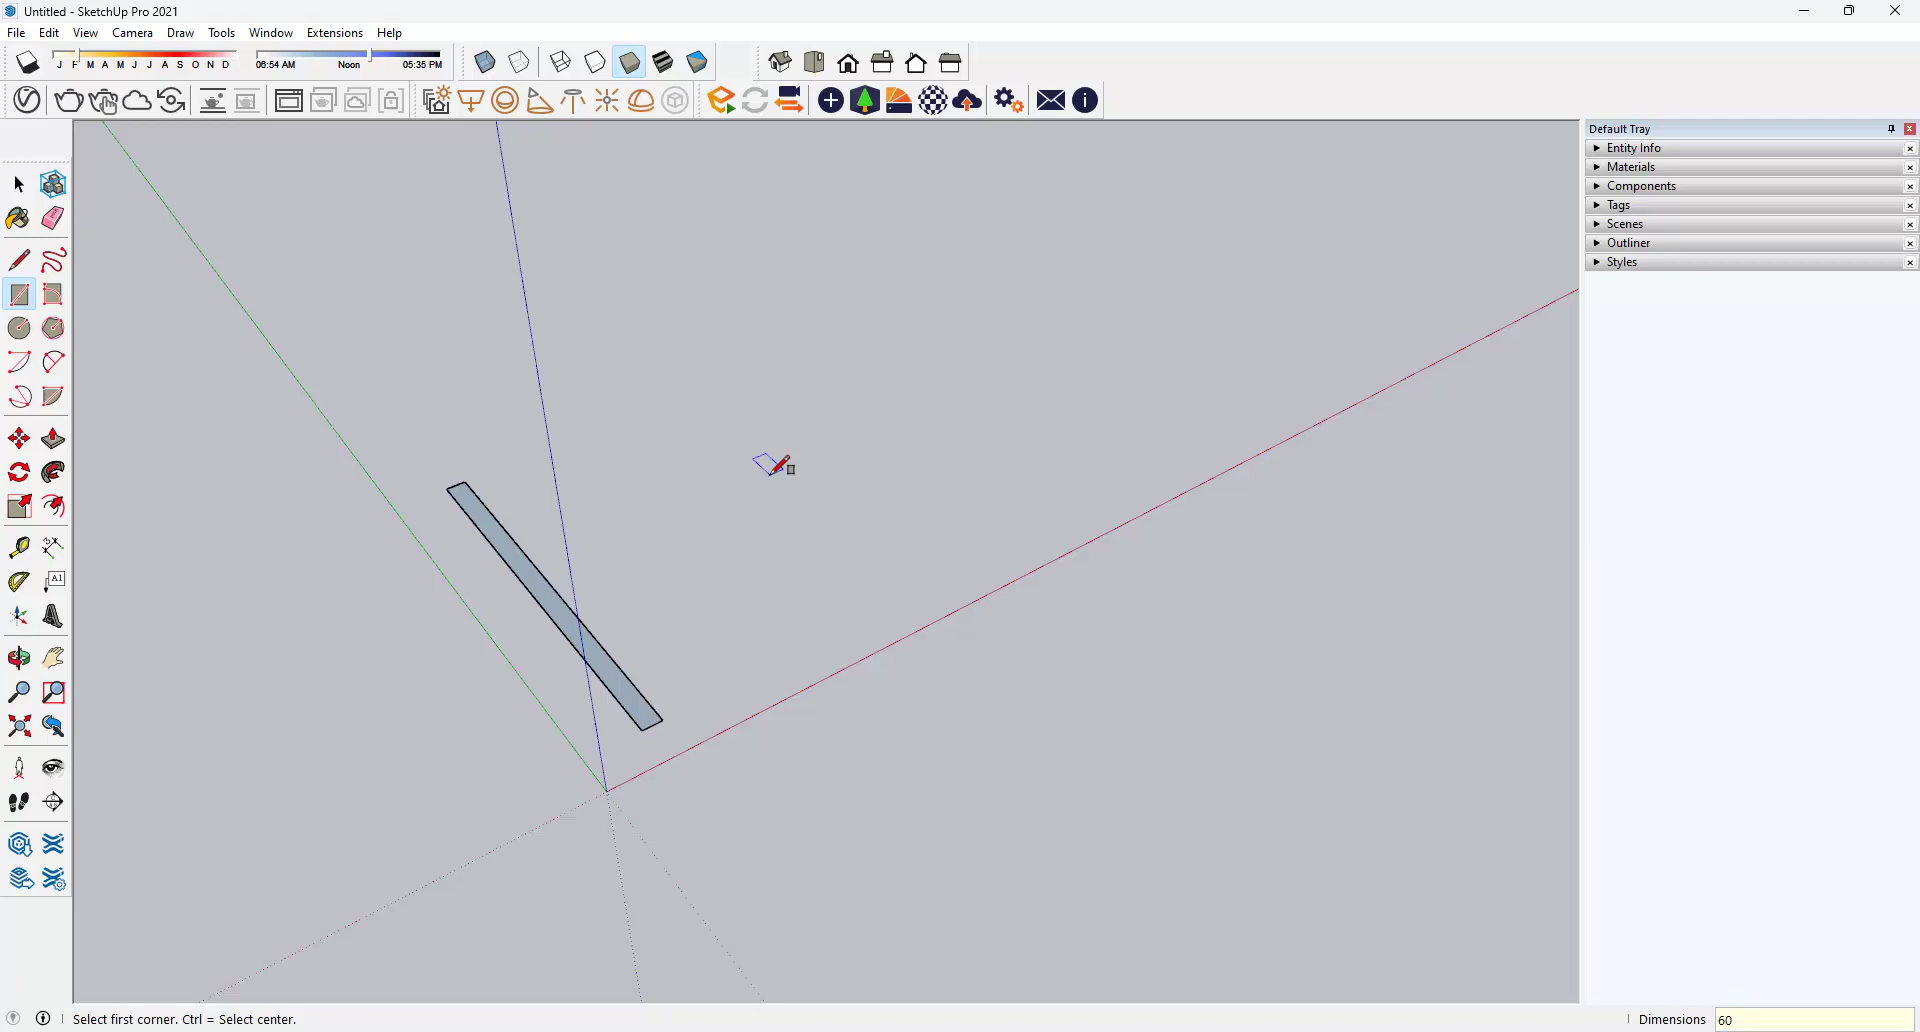 Untitled - SketchUp Pro 2021
File Edit View Camera Draw Tools Window Extensions Help
J F M A M J J A S O N D 06:54 AM Noon 05:35 PM
Default Tray
Entity Info
Materials
Components
Tags
Scenes
Outliner
Styles
A1
Select first corner. Ctrl = Select center.
Dimensions 60